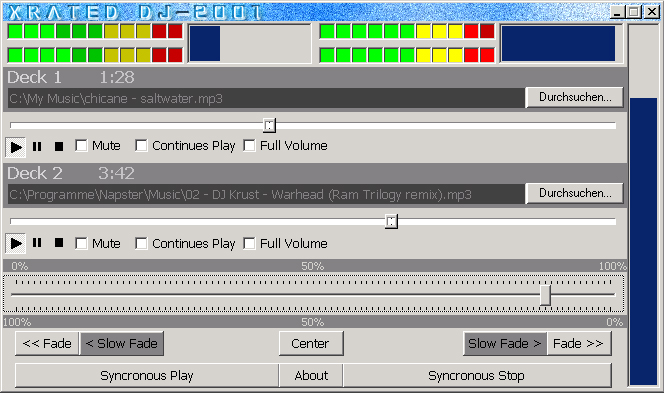 XRATED DJ-2001
Deck 1 1:28
C:\My Music\chicane - saltwater.mp3 Durchsuchen...
Mute Continues Play Full Volume
Deck 2 3:42
C:\Programme\Napster\Music\02 - DJ Krust - Warhead (Ram Trilogy remix).mp3 Durchsuchen...
Mute Continues Play Full Volume
0% 50% 100%
100% 50% 0%
<< Fade < Slow Fade Center Slow Fade > Fade >>
Syncronous Play About Syncronous Stop